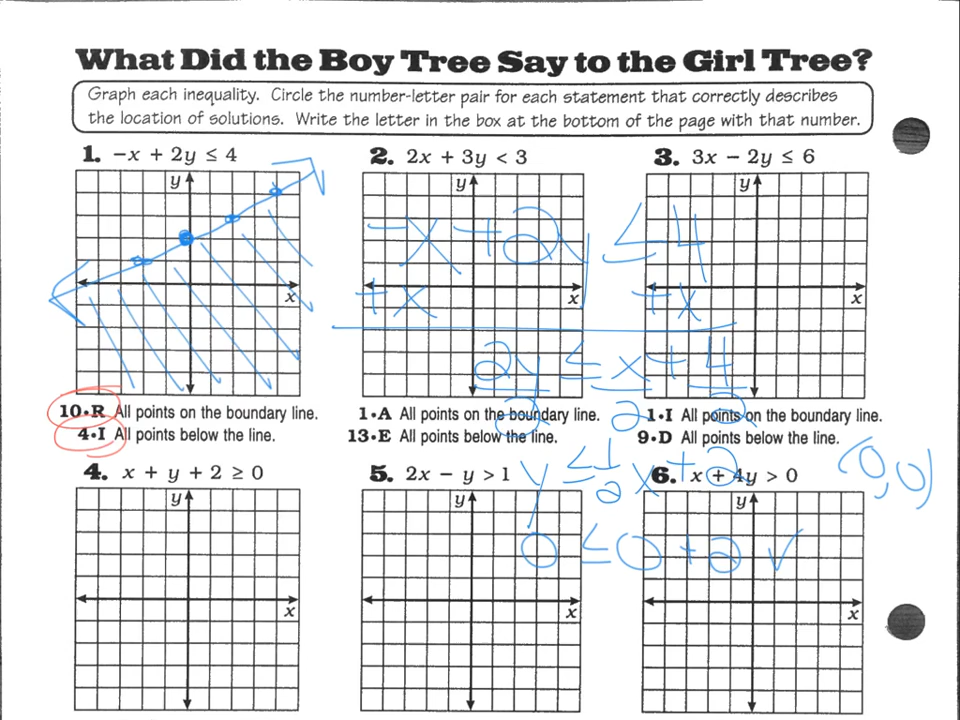 What Did the Boy Tree Say to the Girl Tree?
Graph each inequality. Circle the number-letter pair for each statement that correctly describes
the location of solutions. Write the letter in the box at the bottom of the page with that number.
1. -x + 2y ≤ 4
2. 2x + 3y < 3
3. 3x − 2y ≤ 6
y
x
y
x
y
x
-x + 2y ≤ 4
+x +x
2y ≤ x + 4
2 2 2
y ≤ 1/2 x + 2
(0,0)
0 ≤ 0 + 2 ✓
10•R All points on the boundary line.
4•I All points below the line.
1•A All points on the boundary line.
13•E All points below the line.
1•I All points on the boundary line.
9•D All points below the line.
4. x + y + 2 ≥ 0
5. 2x − y > 1
6. x + 4y > 0
y
x
y
x
y
x